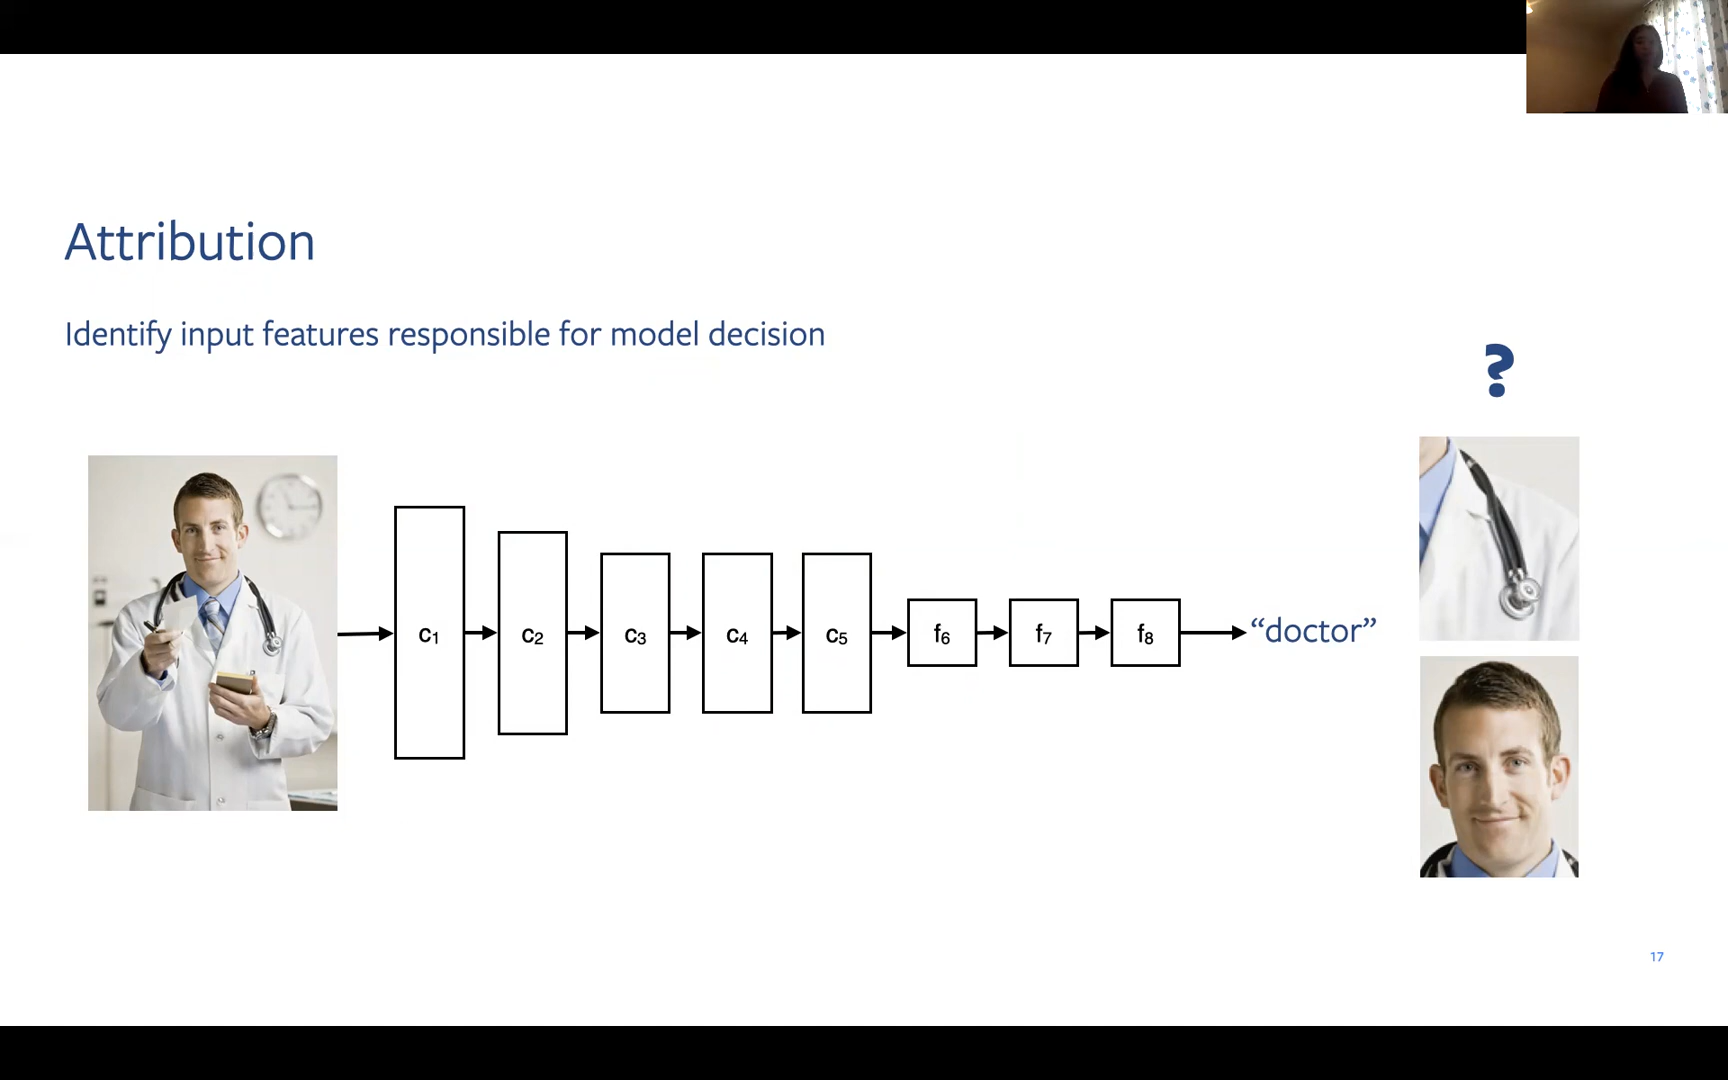 Attribution
Identify input features responsible for model decision
?
c1 c2 c3 c4 c5 f6 f7 f8 “doctor”
17